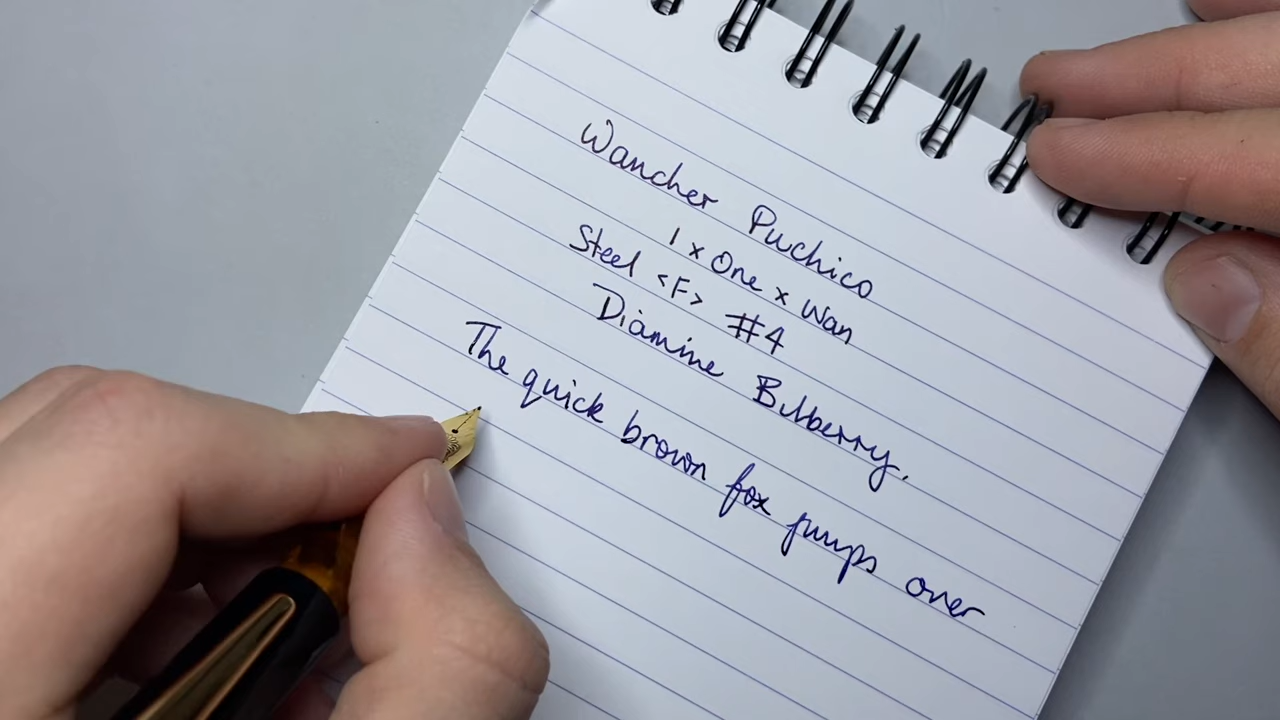 Wancher Puchico
1 x One x Wan
Steel <F> #4
Diamine Bilberry.
The quick brown fox jumps over